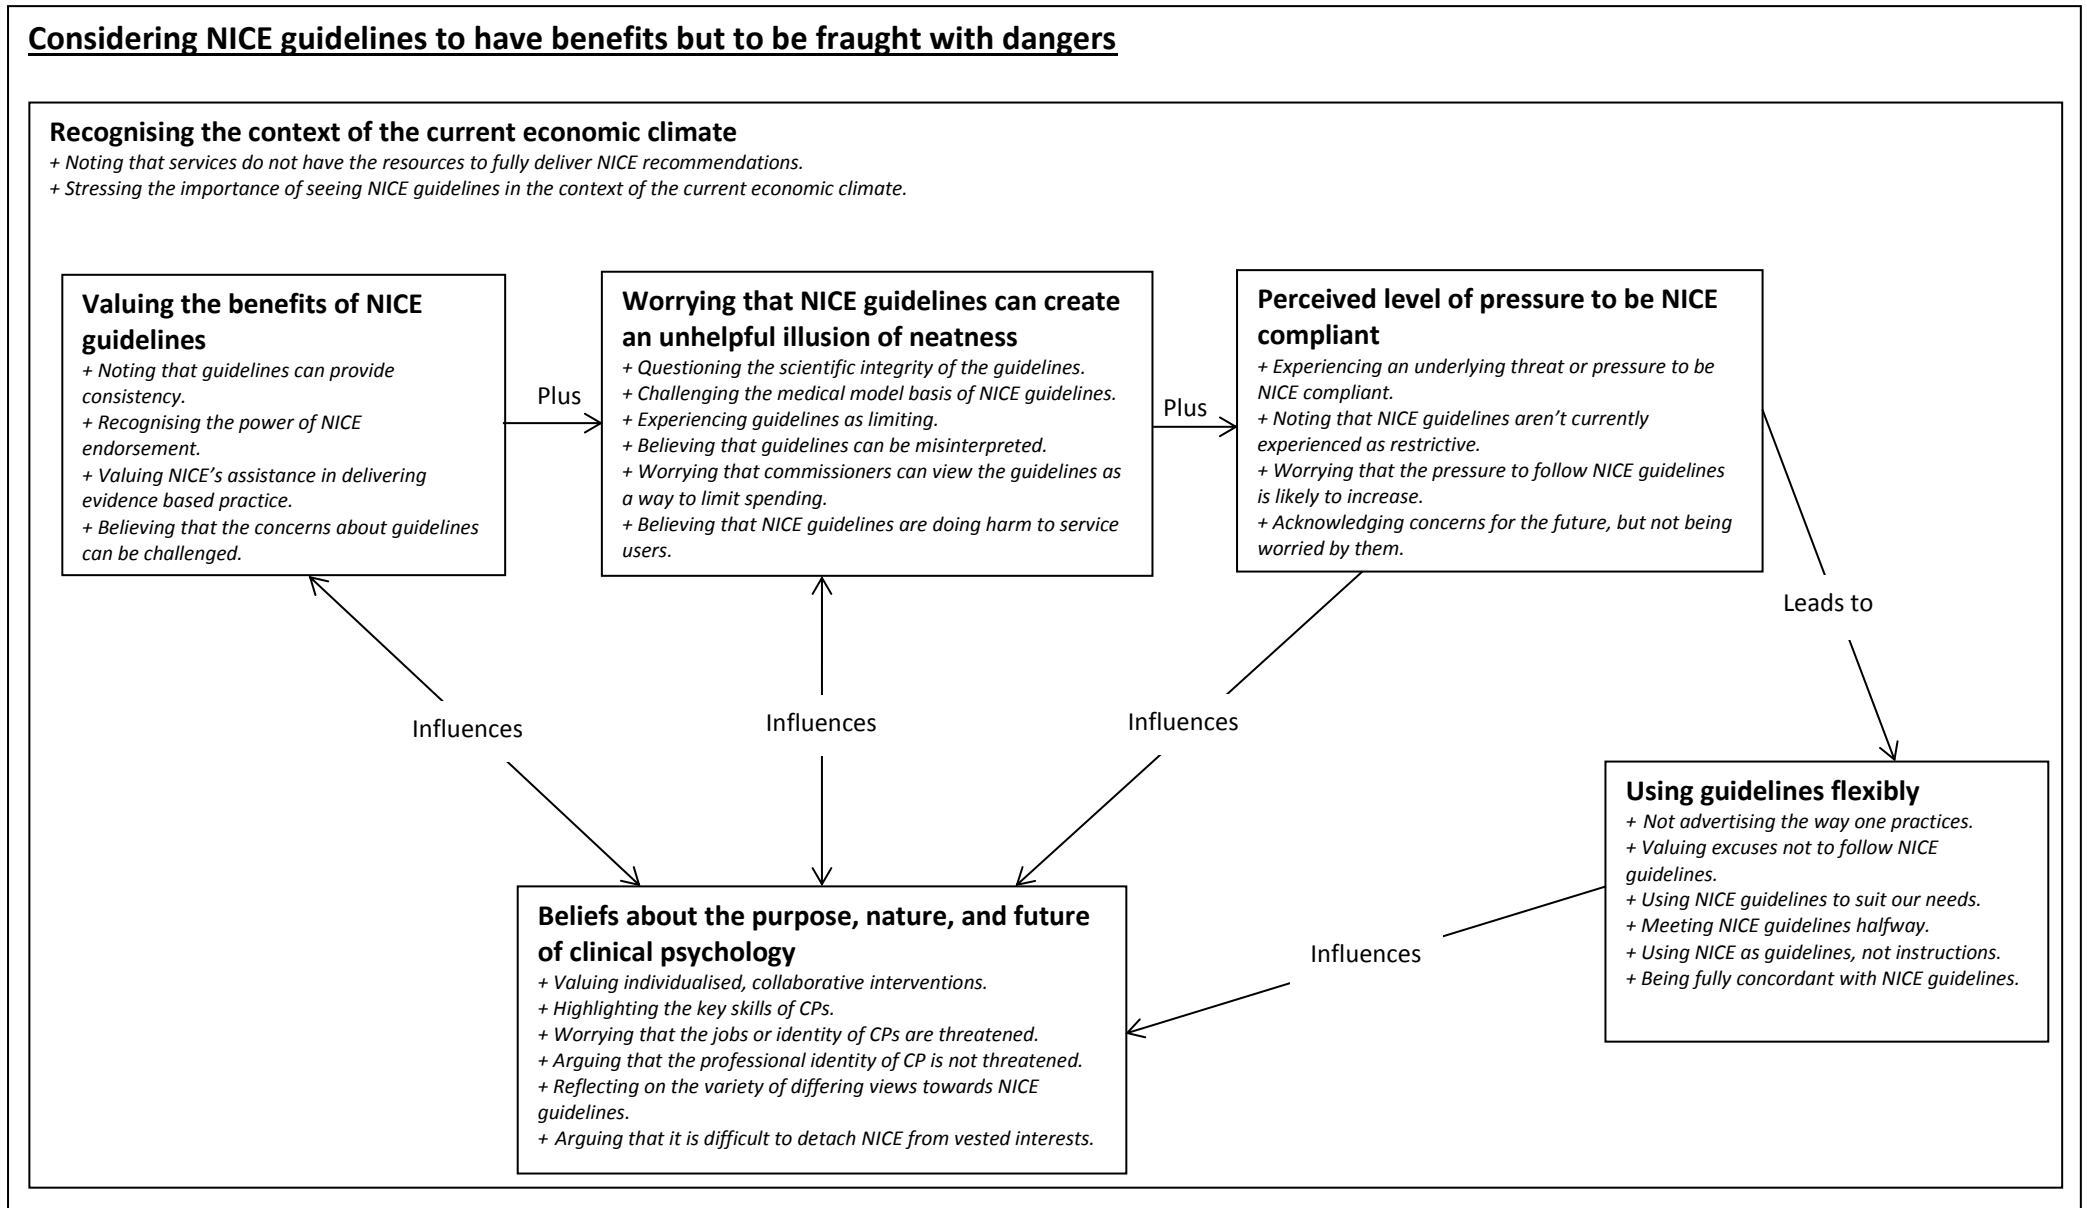 Considering NICE guidelines to have benefits but to be fraught with dangers
Recognising the context of the current economic climate
+ Noting that services do not have the resources to fully deliver NICE recommendations.
+ Stressing the importance of seeing NICE guidelines in the context of the current economic climate.
Valuing the benefits of NICE
guidelines
+ Noting that guidelines can provide
consistency.
+ Recognising the power of NICE
endorsement.
+ Valuing NICE's assistance in delivering
evidence based practice.
+ Believing that the concerns about guidelines
can be challenged.
Plus
Worrying that NICE guidelines can create
an unhelpful illusion of neatness
+ Questioning the scientific integrity of the guidelines.
+ Challenging the medical model basis of NICE guidelines.
+ Experiencing guidelines as limiting.
+ Believing that guidelines can be misinterpreted.
+ Worrying that commissioners can view the guidelines as
a way to limit spending.
+ Believing that NICE guidelines are doing harm to service
users.
Plus
Perceived level of pressure to be NICE
compliant
+ Experiencing an underlying threat or pressure to be
NICE compliant.
+ Noting that NICE guidelines aren't currently
experienced as restrictive.
+ Worrying that the pressure to follow NICE guidelines
is likely to increase.
+ Acknowledging concerns for the future, but not being
worried by them.
Leads to
Influences
Influences
Influences
Using guidelines flexibly
+ Not advertising the way one practices.
+ Valuing excuses not to follow NICE
guidelines.
+ Using NICE guidelines to suit our needs.
+ Meeting NICE guidelines halfway.
+ Using NICE as guidelines, not instructions.
+ Being fully concordant with NICE guidelines.
Influences
Beliefs about the purpose, nature, and future
of clinical psychology
+ Valuing individualised, collaborative interventions.
+ Highlighting the key skills of CPs.
+ Worrying that the jobs or identity of CPs are threatened.
+ Arguing that the professional identity of CP is not threatened.
+ Reflecting on the variety of differing views towards NICE
guidelines.
+ Arguing that it is difficult to detach NICE from vested interests.